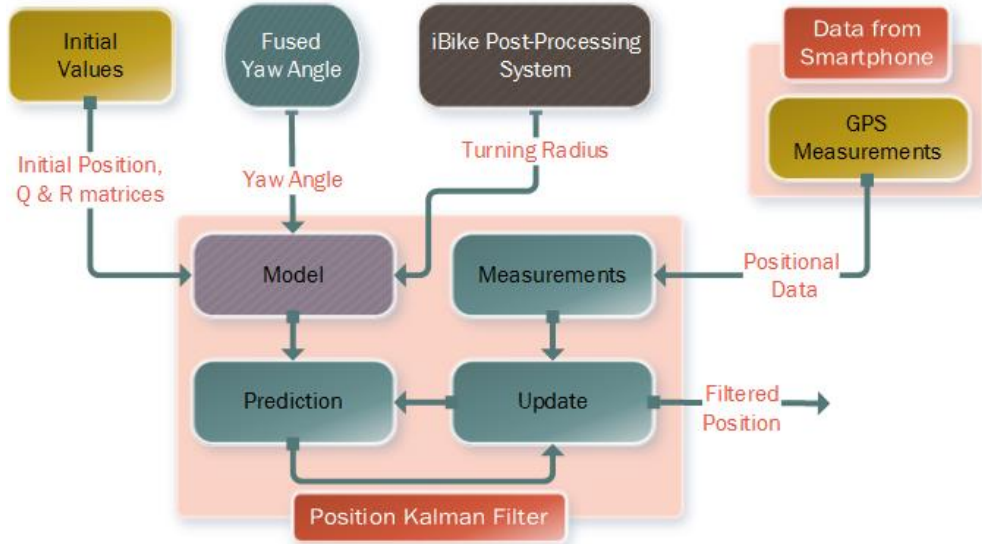 Initial
Values
Fused
Yaw Angle
iBike Post-Processing
System
Data from
Smartphone
GPS
Measurements
Initial Position,
Q & R matrices
Yaw Angle
Turning Radius
Model
Measurements
Positional
Data
Prediction
Update
Filtered
Position
Position Kalman Filter